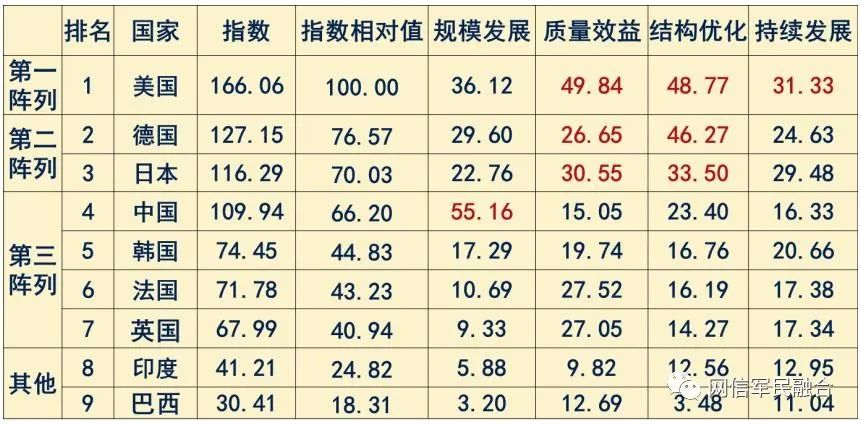 排名 国家 指数 指数相对值 规模发展 质量效益 结构优化 持续发展
第一阵列 1 美国 166.06 100.00 36.12 49.84 48.77 31.33
第二阵列 2 德国 127.15 76.57 29.60 26.65 46.27 24.63
3 日本 116.29 70.03 22.76 30.55 33.50 29.48
第三阵列 4 中国 109.94 66.20 55.16 15.05 23.40 16.33
5 韩国 74.45 44.83 17.29 19.74 16.76 20.66
6 法国 71.78 43.23 10.69 27.52 16.19 17.38
7 英国 67.99 40.94 9.33 27.05 14.27 17.34
其他 8 印度 41.21 24.82 5.88 9.82 12.56 12.95
9 巴西 30.41 18.31 3.20 12.69 3.48 11.04
网信军民融合